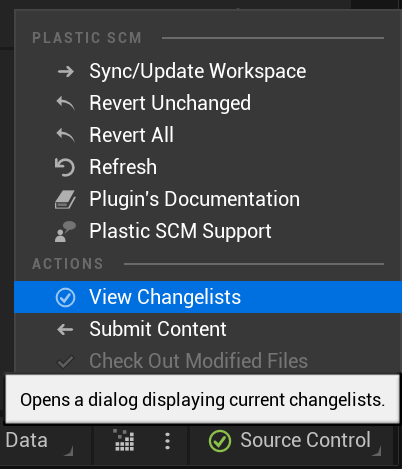 PLASTIC SCM
Sync/Update Workspace
Revert Unchanged
Revert All
Refresh
Plugin's Documentation
Plastic SCM Support
ACTIONS
View Changelists
Submit Content
Check Out Modified Files
Opens a dialog displaying current changelists.
Data
Source Control